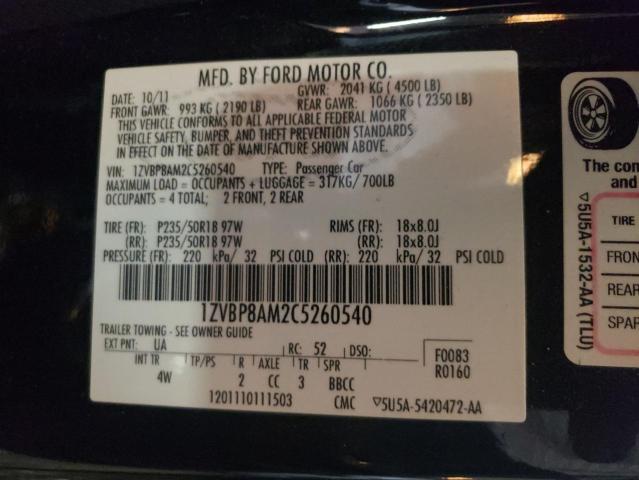 MFD. BY FORD MOTOR CO.
DATE: 10/11 GVWR: 2041 KG ( 4500 LB)
FRONT GAWR: 993 KG ( 2190 LB) REAR GAWR: 1066 KG ( 2350 LB)
THIS VEHICLE CONFORMS TO ALL APPLICABLE FEDERAL MOTOR
VEHICLE SAFETY, BUMPER, AND THEFT PREVENTION STANDARDS
IN EFFECT ON THE DATE OF MANUFACTURE SHOWN ABOVE.
VIN: 1ZVBP8AM2C5260540 TYPE: Passenger Car
MAXIMUM LOAD = OCCUPANTS + LUGGAGE = 317KG/700LB
OCCUPANTS = 4 TOTAL; 2 FRONT, 2 REAR
TIRE (FR): P235/50R18 97W RIMS (FR): 18x8.0J
(RR): P235/50R18 97W (RR): 18x8.0J
PRESSURE (FR): 220 kPa/ 32 PSI COLD (RR): 220 kPa/ 32 PSI COLD
1ZVBP8AM2C5260540
TRAILER TOWING - SEE OWNER GUIDE
EXT PNT: UA RC: 52 DSO: F0083
INT TR TP/PS R AXLE TR SPR R0160
4W 2 CC 3 BBCC
1201110111503 CMC ▽5U5A-5420472-AA
▽5U5A-1532-AA (TLU)
The com
and
TIRE
FRON
REAR
SPAR